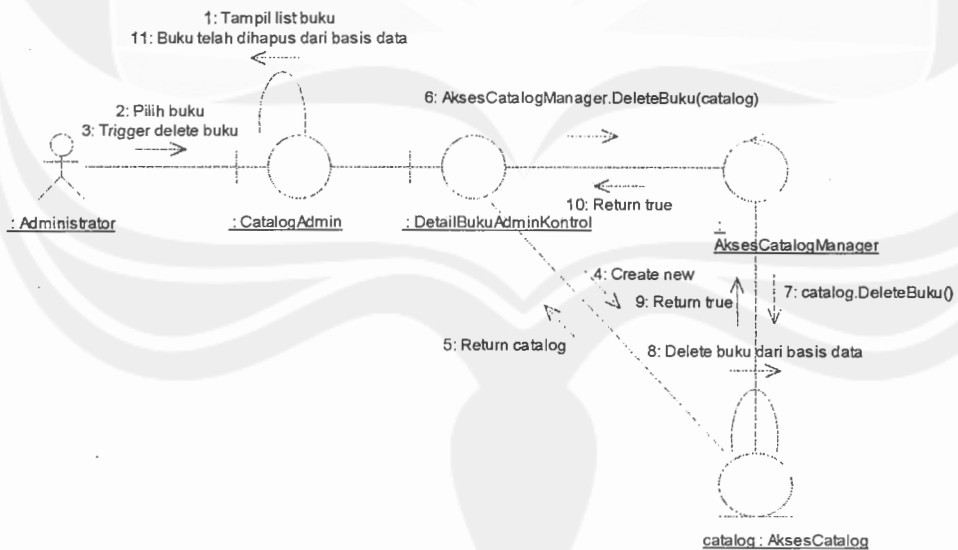 1: Tampil list buku
11: Buku telah dihapus dari basis data
2: Pilih buku
3: Trigger delete buku
6: AksesCatalogManager.DeleteBuku(catalog)
10: Return true
: Administrator
: CatalogAdmin
: DetailBukuAdminKontrol
:
AksesCatalogManager
4: Create new
9: Return true
7: catalog.DeleteBuku()
5: Return catalog
8: Delete buku dari basis data
catalog : AksesCatalog